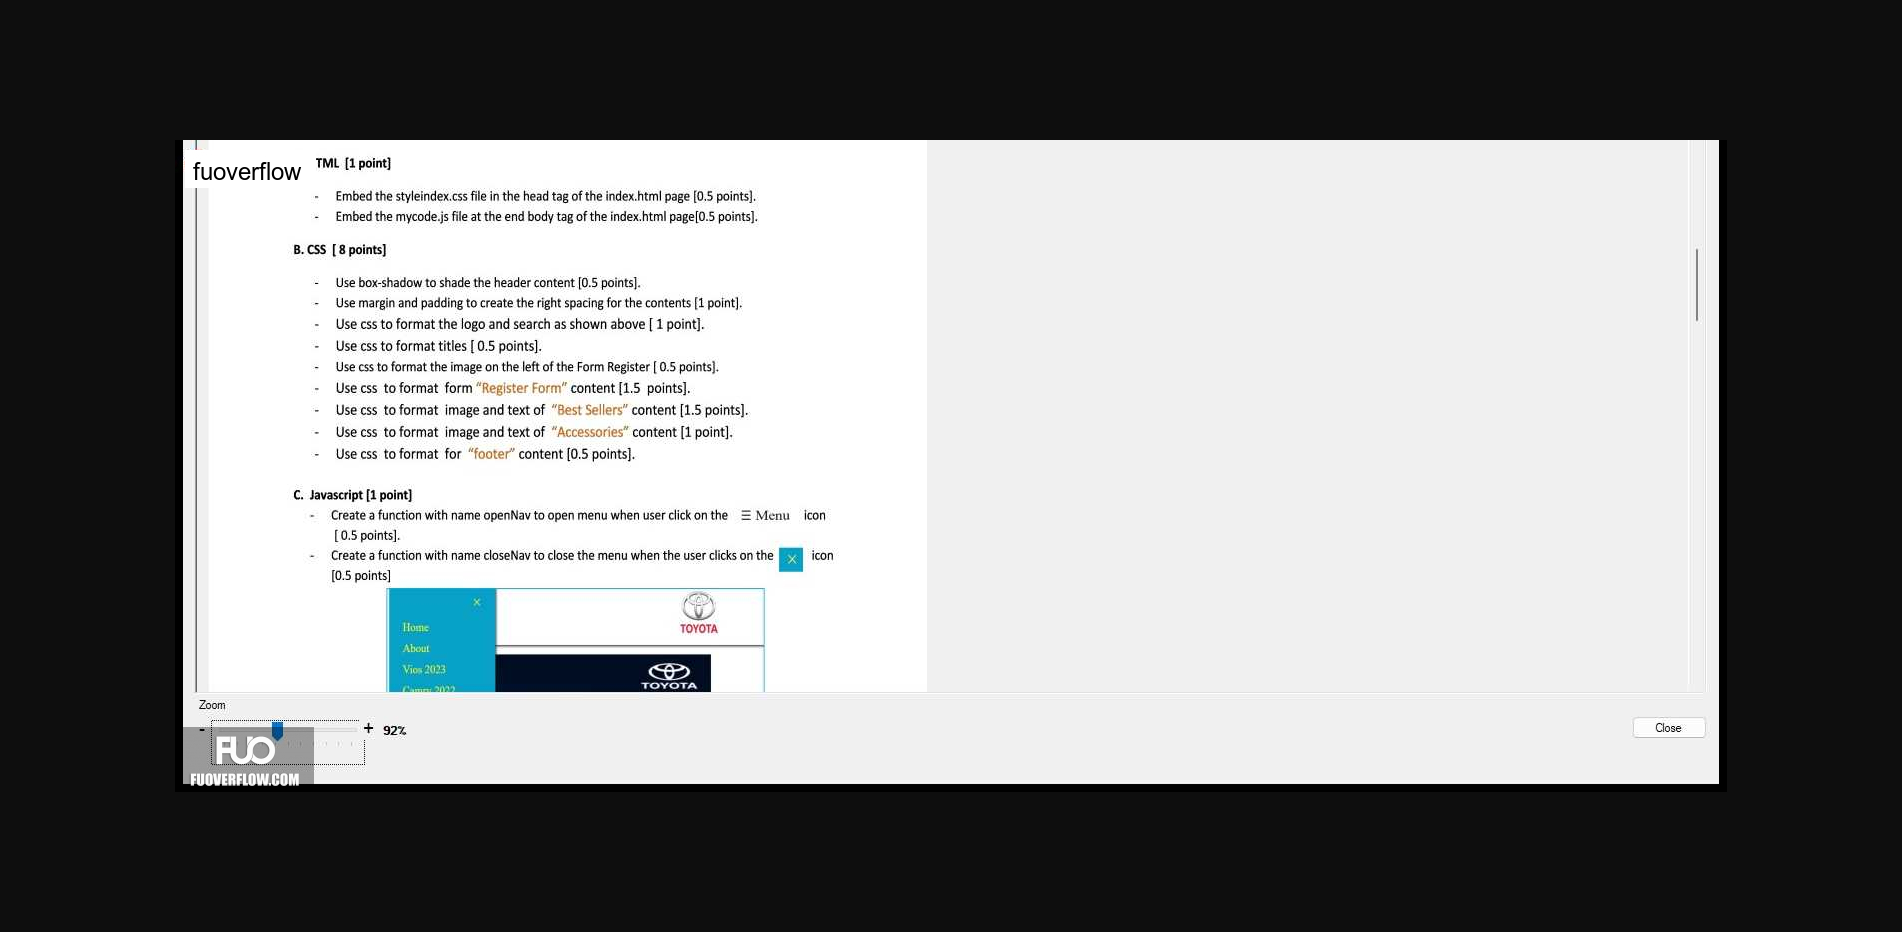 fuoverflow
TML [1 point]
- Embed the styleindex.css file in the head tag of the index.html page [0.5 points].
- Embed the mycode.js file at the end body tag of the index.html page[0.5 points].
B. CSS [ 8 points]
- Use box-shadow to shade the header content [0.5 points].
- Use margin and padding to create the right spacing for the contents [1 point].
- Use css to format the logo and search as shown above [ 1 point].
- Use css to format titles [ 0.5 points].
- Use css to format the image on the left of the Form Register [ 0.5 points].
- Use css to format form “Register Form” content [1.5 points].
- Use css to format image and text of “Best Sellers” content [1.5 points].
- Use css to format image and text of “Accessories” content [1 point].
- Use css to format for “footer” content [0.5 points].
C. Javascript [1 point]
- Create a function with name openNav to open menu when user click on the ☰ Menu icon
[ 0.5 points].
- Create a function with name closeNav to close the menu when the user clicks on the X icon
[0.5 points]
X
TOYOTA
Home
About
Vios 2023
TOYOTA
Camry 2022
Zoom
- + 92%
Close
FUO
FUOVERFLOW.COM